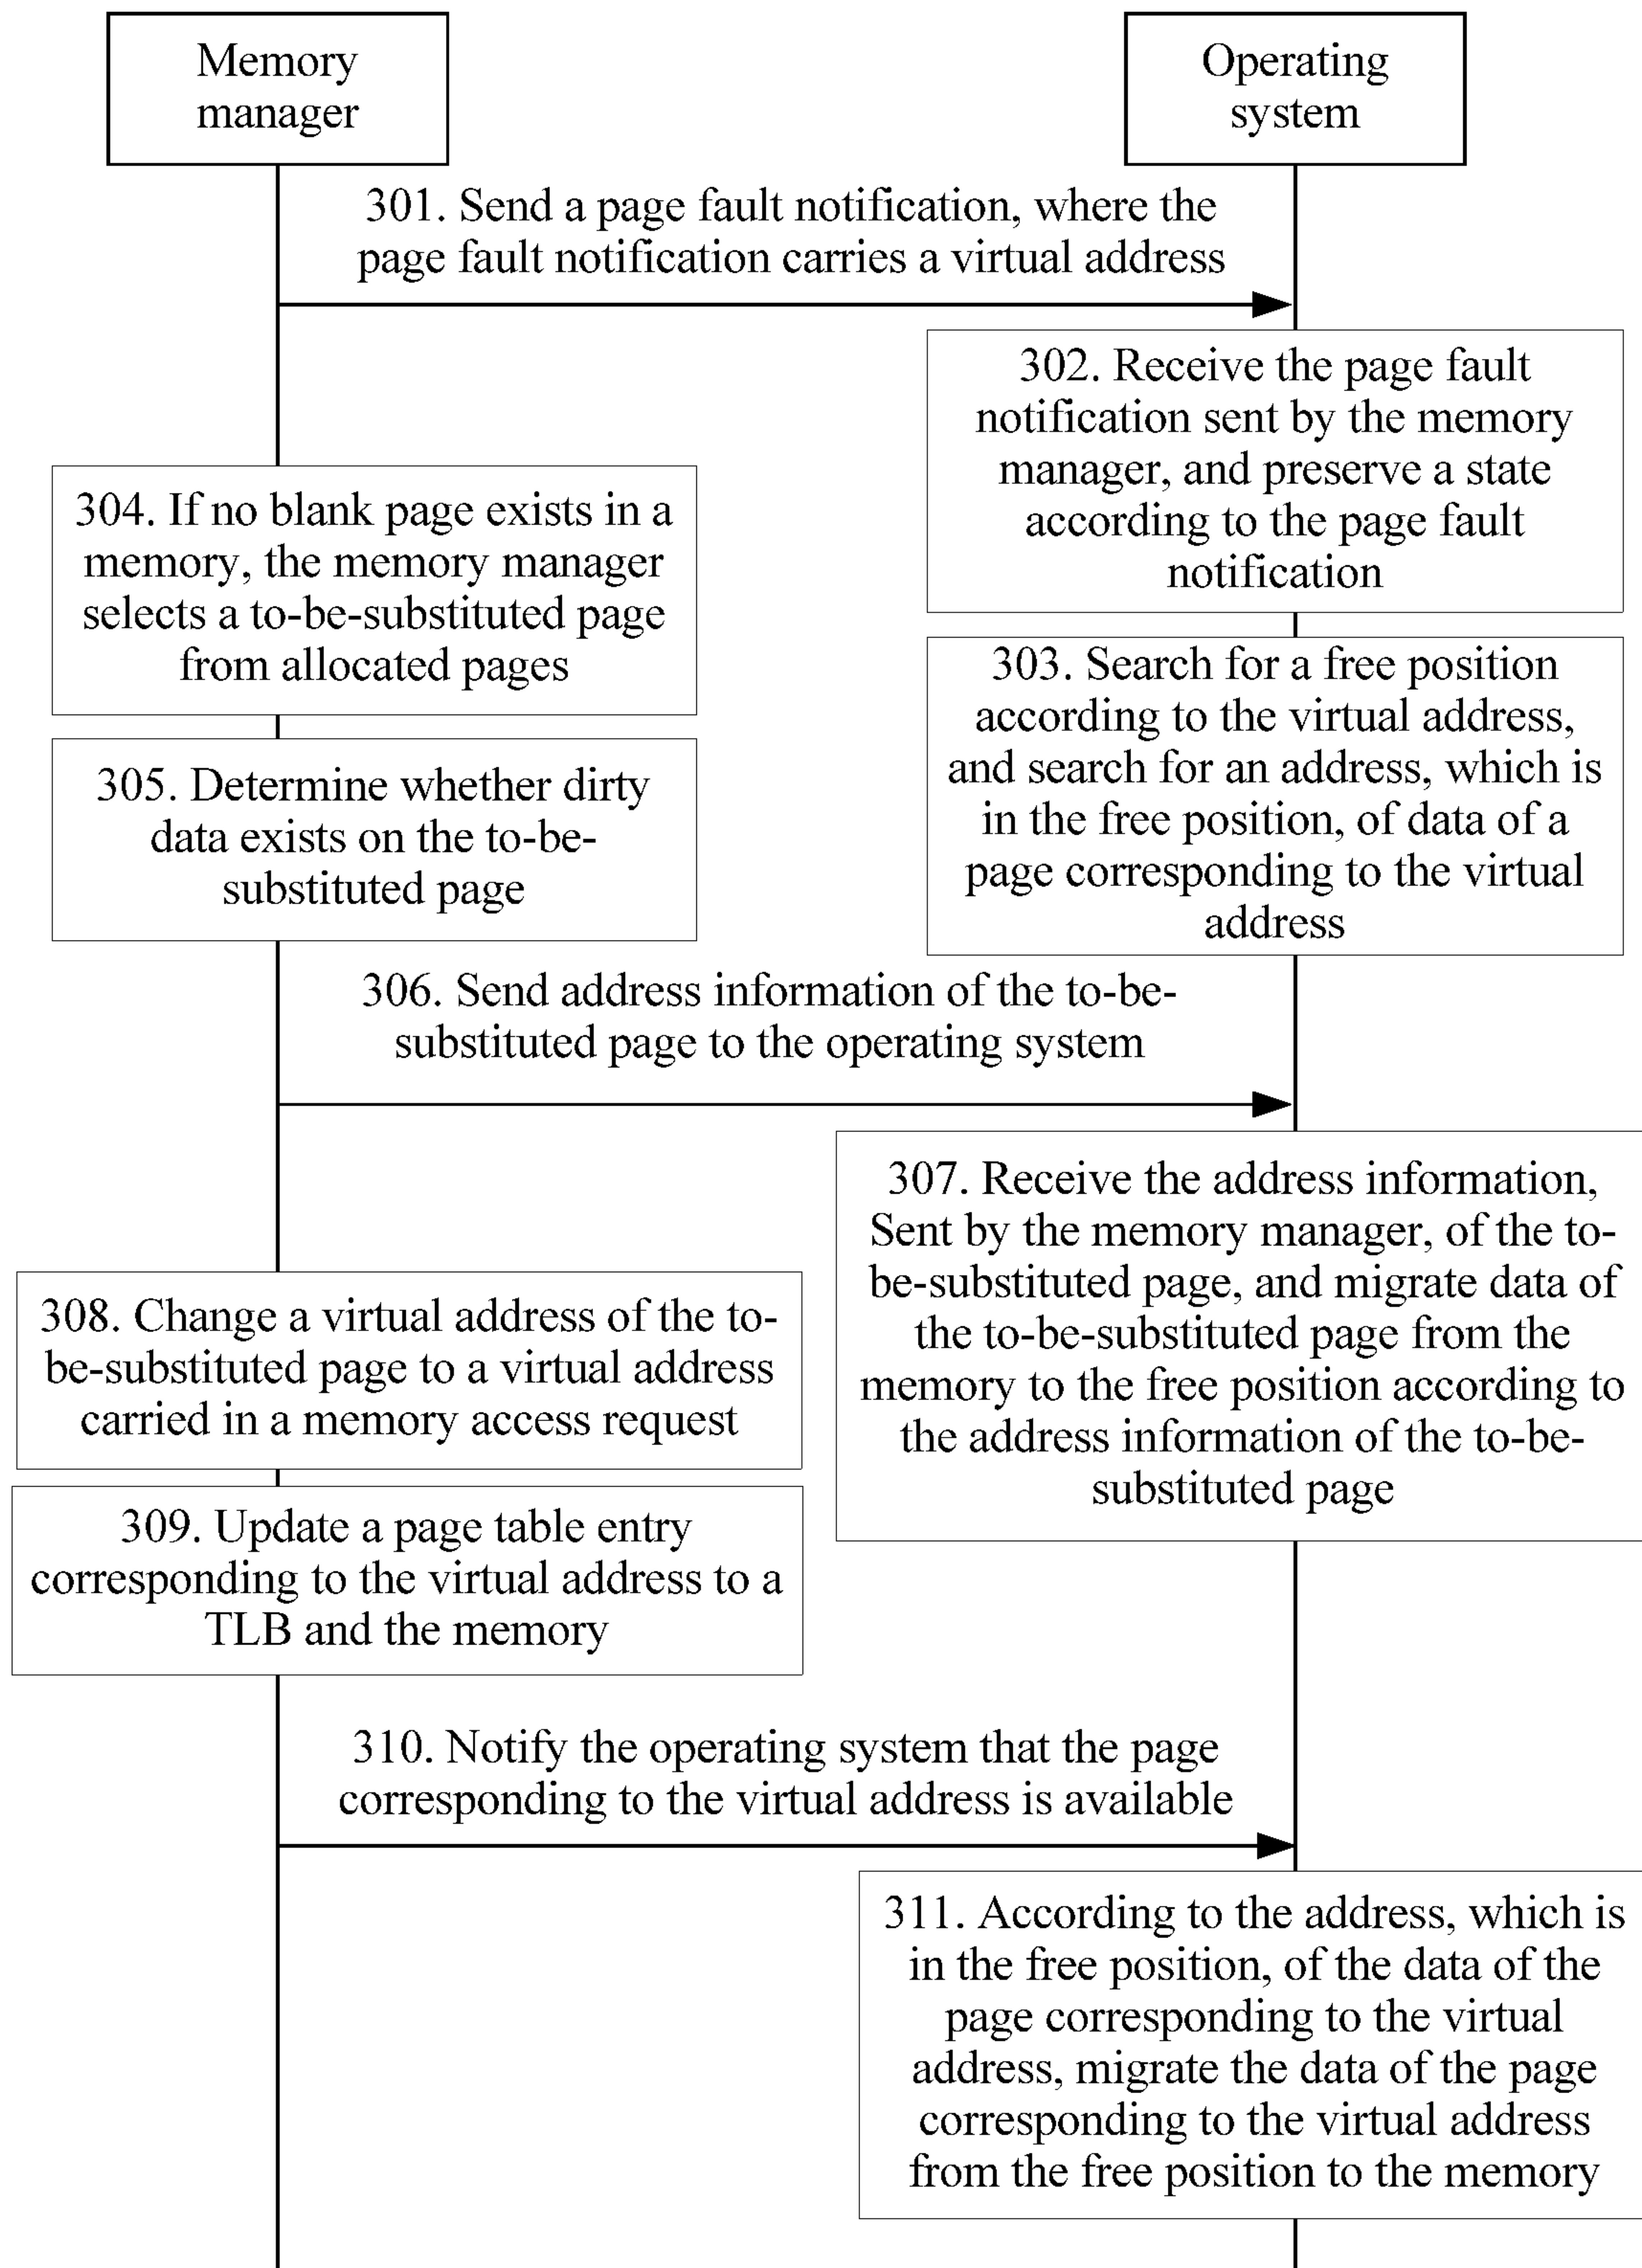 Memory
manager
Operating
system
301. Send a page fault notification, where the
page fault notification carries a virtual address
302. Receive the page fault
notification sent by the memory
manager, and preserve a state
according to the page fault
notification
304. If no blank page exists in a
memory, the memory manager
selects a to-be-substituted page
from allocated pages
303. Search for a free position
according to the virtual address,
and search for an address, which is
in the free position, of data of a
page corresponding to the virtual
address
305. Determine whether dirty
data exists on the to-be-
substituted page
306. Send address information of the to-be-
substituted page to the operating system
307. Receive the address information,
Sent by the memory manager, of the to-
be-substituted page, and migrate data of
the to-be-substituted page from the
memory to the free position according to
the address information of the to-be-
substituted page
308. Change a virtual address of the to-
be-substituted page to a virtual address
carried in a memory access request
309. Update a page table entry
corresponding to the virtual address to a
TLB and the memory
310. Notify the operating system that the page
corresponding to the virtual address is available
311. According to the address, which is
in the free position, of the data of the
page corresponding to the virtual
address, migrate the data of the page
corresponding to the virtual address
from the free position to the memory